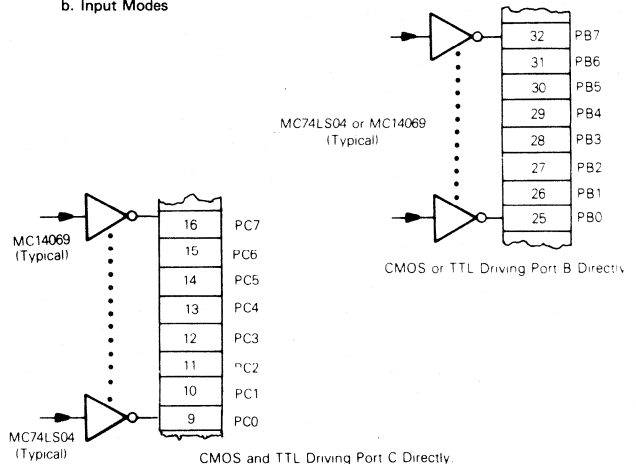 b. Input Modes
32 PB7
31 PB6
30 PB5
29 PB4
28 PB3
27 PB2
26 PB1
25 PB0
MC74LS04 or MC14069
(Typical)
CMOS or TTL Driving Port B Directly
16 PC7
15 PC6
14 PC5
13 PC4
12 PC3
11 PC2
10 PC1
9 PC0
MC14069
(Typical)
MC74LS04
(Typical)
CMOS and TTL Driving Port C Directly.